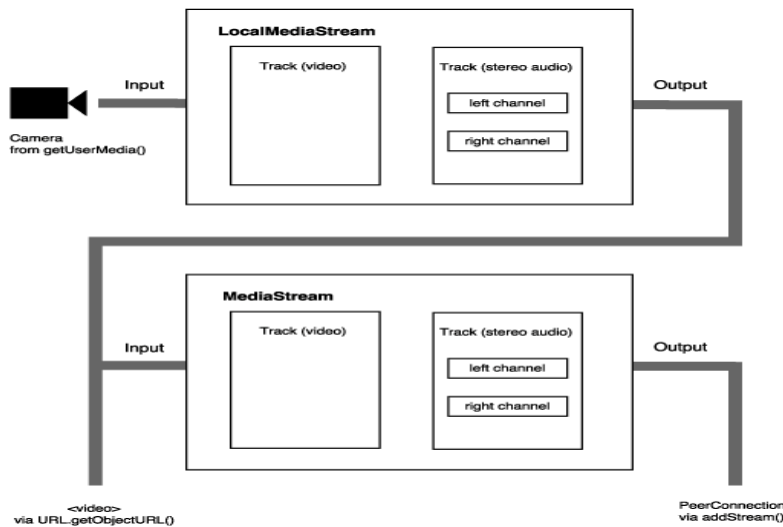 LocalMediaStream
Track (video)
Track (stereo audio)
Input
Output
left channel
right channel
Camera
from getUserMedia()
MediaStream
Track (video)
Track (stereo audio)
Input
Output
left channel
right channel
<video>
via URL.getObjectURL()
PeerConnection
via addStream()